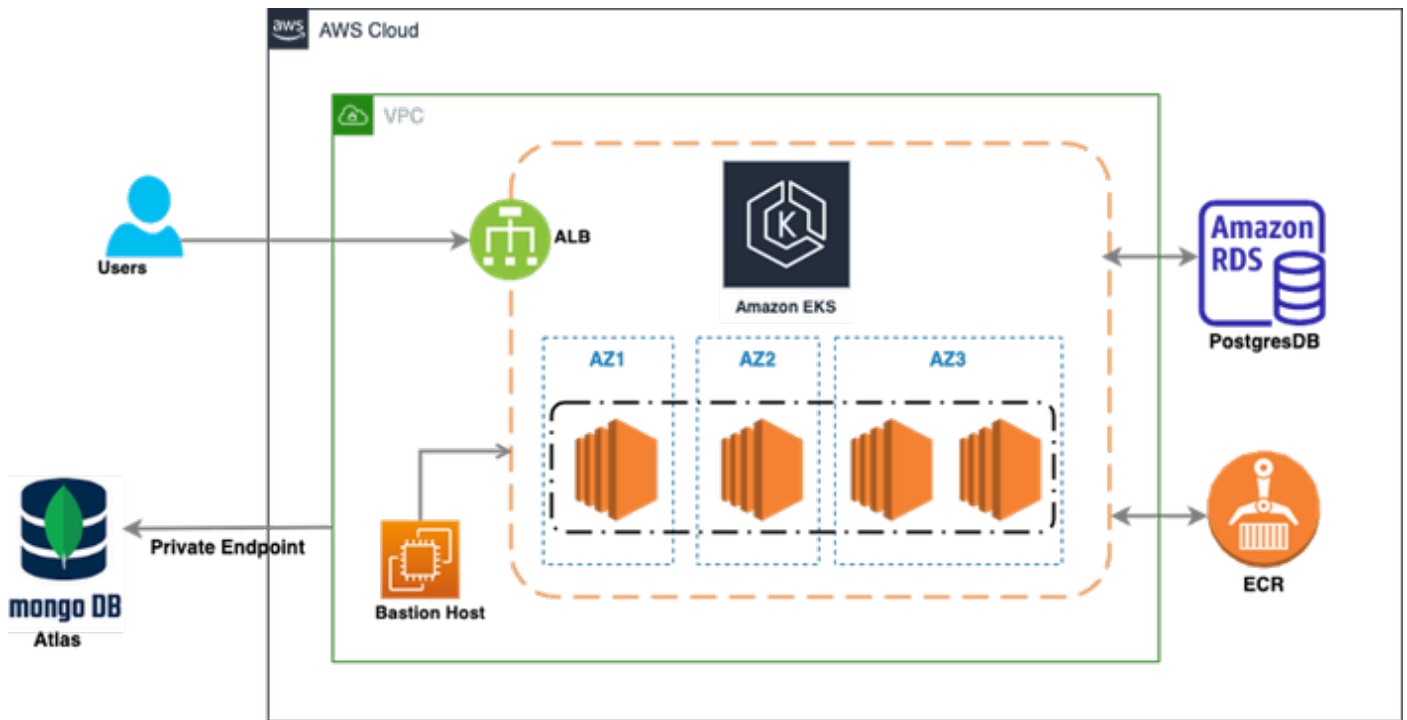 aws
AWS Cloud
VPC
Users
ALB
K
Amazon EKS
Amazon
RDS
PostgresDB
AZ1
AZ2
AZ3
Private Endpoint
mongo DB
Atlas
Bastion Host
ECR